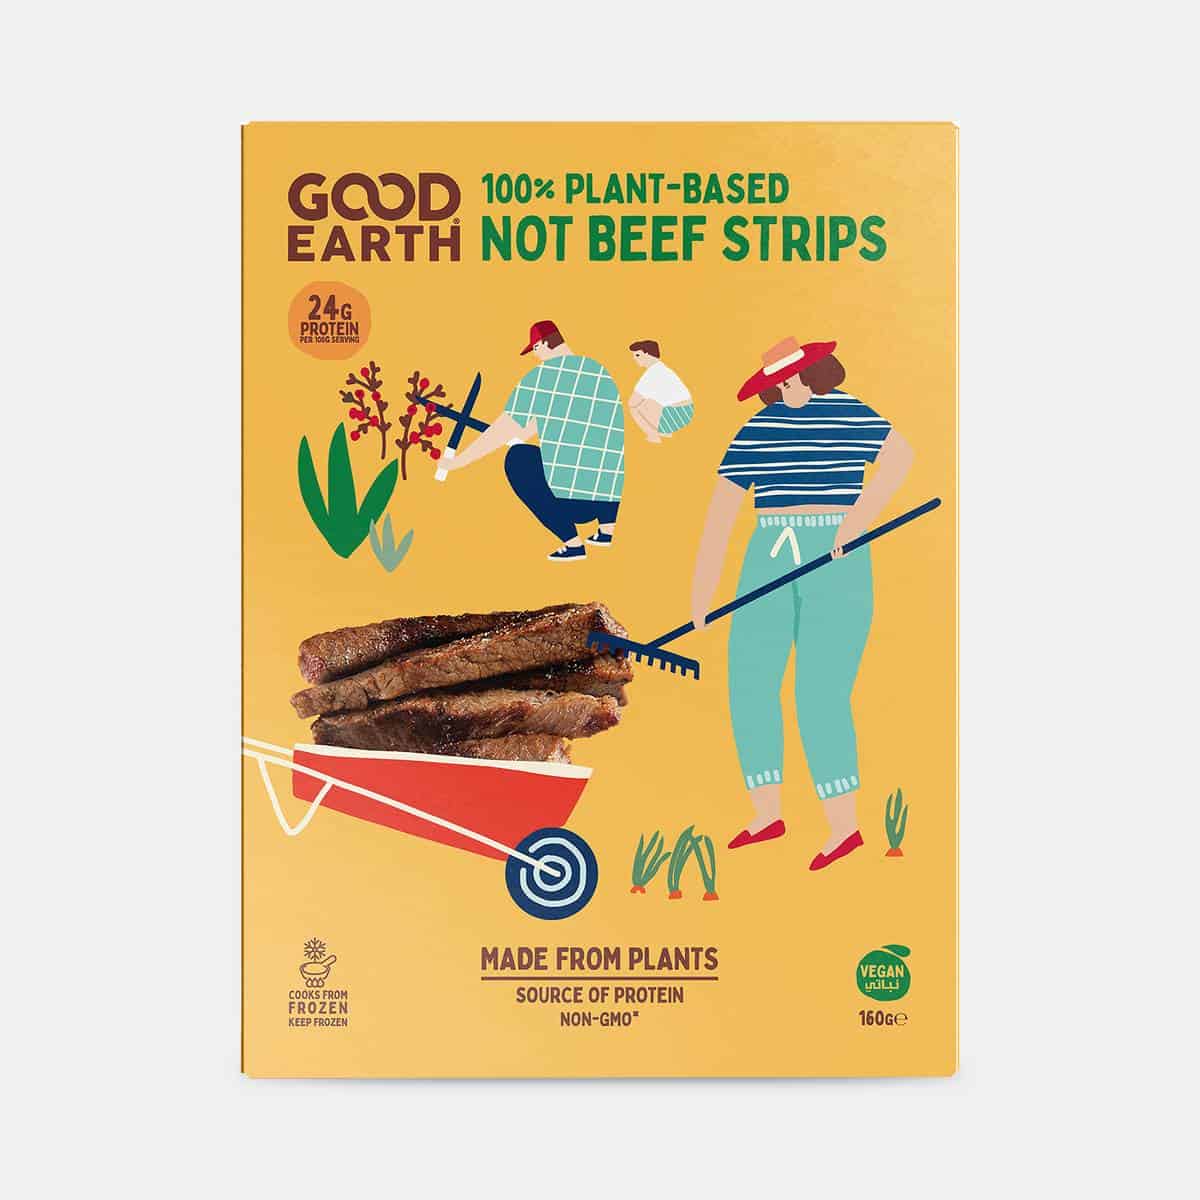 GOOD
EARTH®
100% PLANT-BASED
NOT BEEF STRIPS
24G
PROTEIN
PER 100G SERVING
COOKS FROM
FROZEN
KEEP FROZEN
MADE FROM PLANTS
SOURCE OF PROTEIN
NON-GMO*
VEGAN
نباتي
160G℮